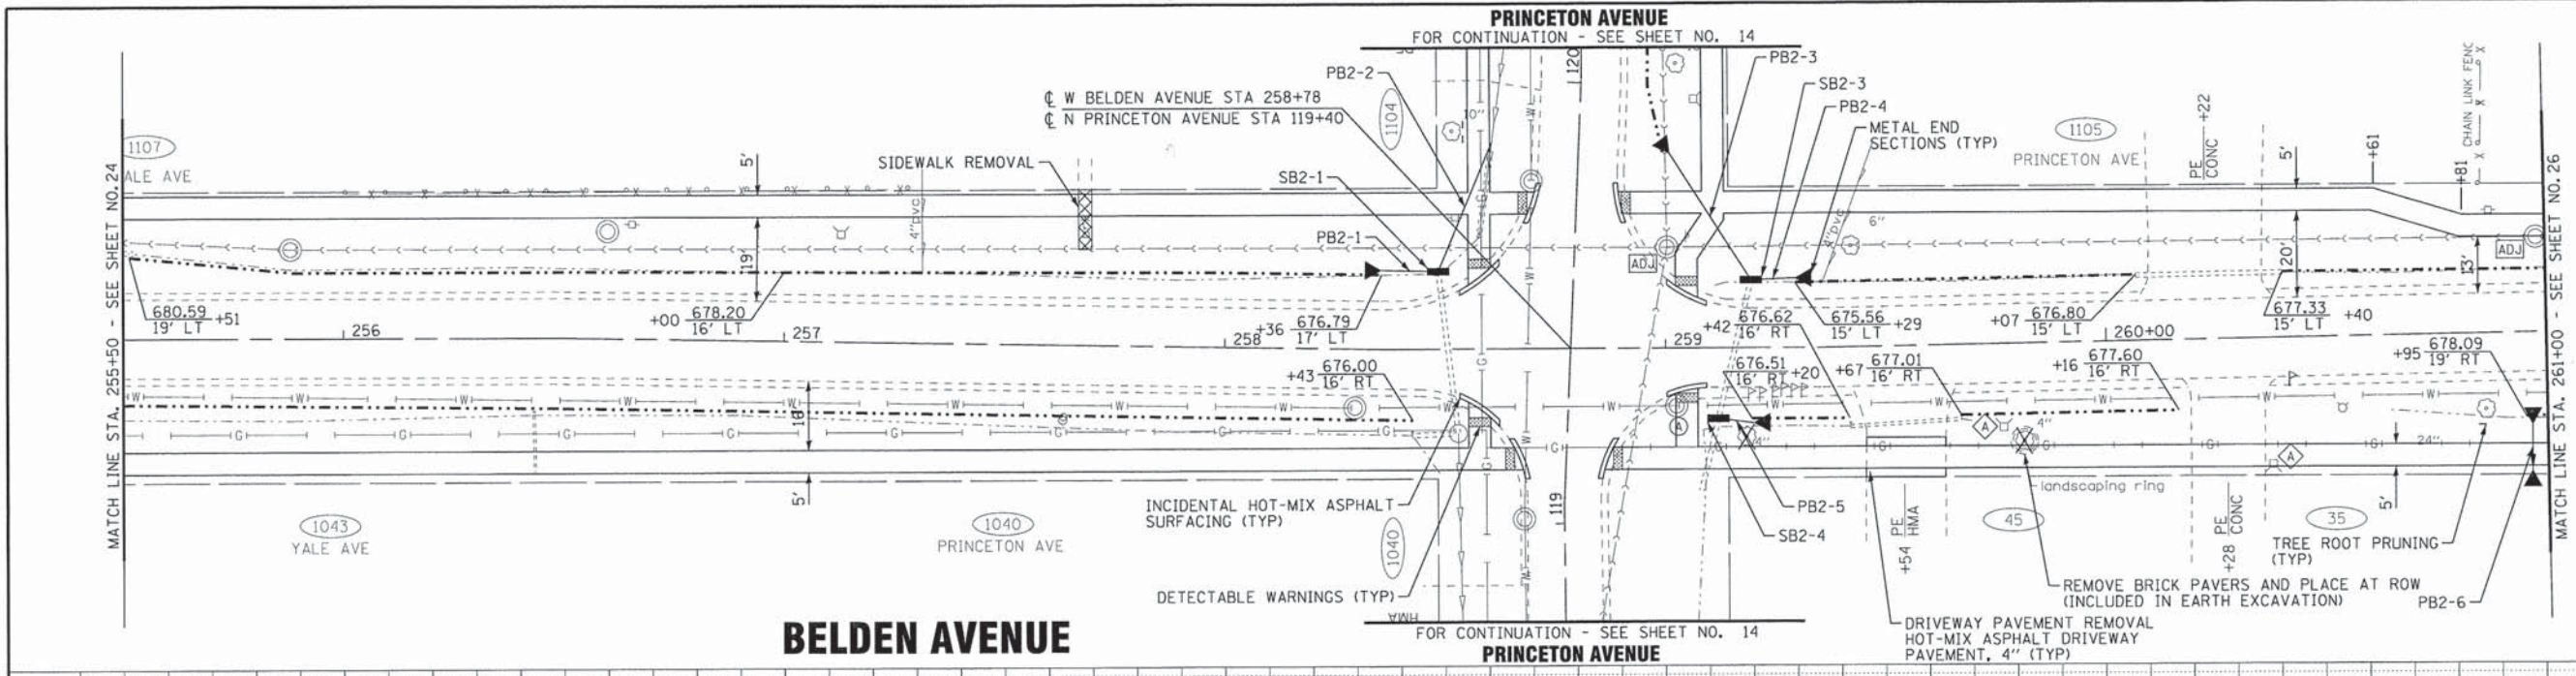 PRINCETON AVENUE
FOR CONTINUATION - SEE SHEET NO. 14
MATCH LINE STA. 255+50 - SEE SHEET NO. 24
1107
ALE AVE
SIDEWALK REMOVAL
5'
19'
4"pvc
℄ W BELDEN AVENUE STA 258+78
℄ N PRINCETON AVENUE STA 119+40
PB2-2
SB2-1
PB2-1
1104
10"
120
PB2-3
SB2-3
PB2-4
METAL END
SECTIONS (TYP)
4"pvc
6"
1105
PRINCETON AVE
PE
CONC
+22
5'
20'
+61
+81
13'
CHAIN LINK FENC
ADJ
ADJ
MATCH LINE STA. 261+00 - SEE SHEET NO. 26
680.59
19' LT
+51
256
+00
678.20
16' LT
257
258
+36
676.79
17' LT
259
+42
676.62
16' RT
675.56
15' LT
+29
+07
676.80
15' LT
260+00
677.33
15' LT
+40
+43
676.00
16' RT
676.51
16' RT
+20
+67
677.01
16' RT
+16
677.60
16' RT
+95
678.09
19' RT
16'
5'
A
4"
A
4"
A
24"
5'
landscaping ring
1043
YALE AVE
1040
PRINCETON AVE
INCIDENTAL HOT-MIX ASPHALT
SURFACING (TYP)
DETECTABLE WARNINGS (TYP)
1040
HMA
119
PB2-5
SB2-4
+54
PE
HMA
45
+28
PE
CONC
35
TREE ROOT PRUNING
(TYP)
REMOVE BRICK PAVERS AND PLACE AT ROW
(INCLUDED IN EARTH EXCAVATION)
PB2-6
DRIVEWAY PAVEMENT REMOVAL
HOT-MIX ASPHALT DRIVEWAY
PAVEMENT, 4" (TYP)
BELDEN AVENUE
FOR CONTINUATION - SEE SHEET NO. 14
PRINCETON AVENUE